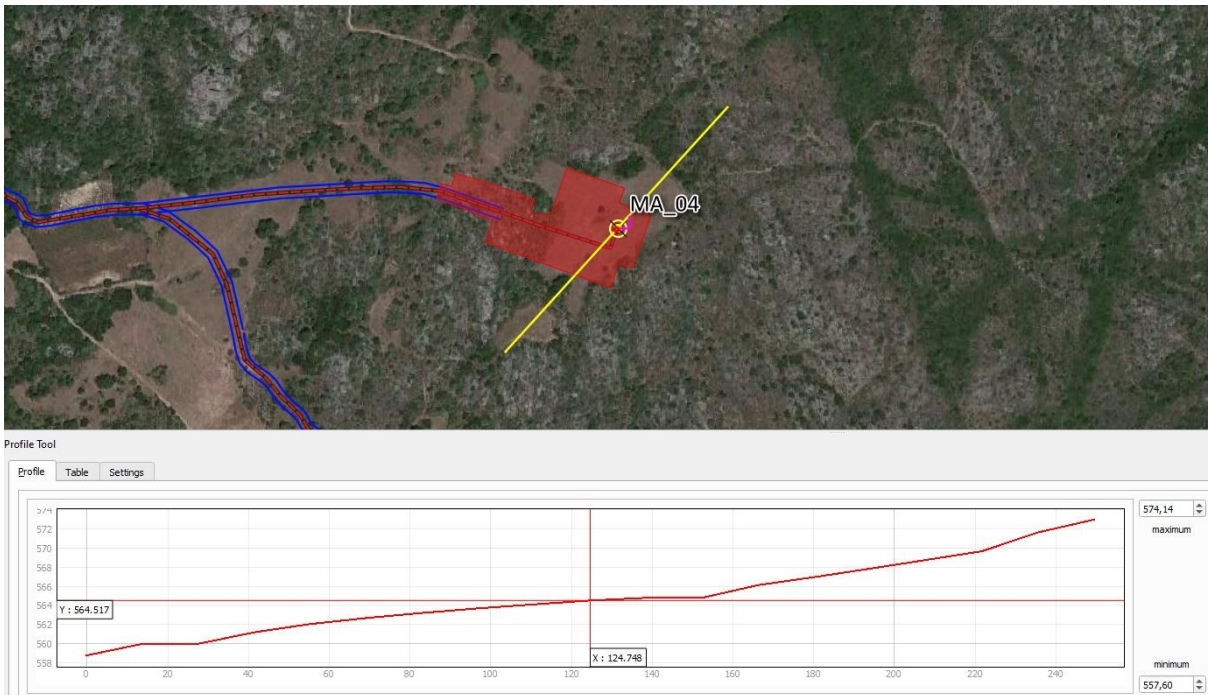 MA_04
Profile Tool
Profile Table Settings
574
572
570
568
566
564
562
560
558
Y : 564.517
X : 124.748
0 20 40 60 80 100 120 140 160 180 200 220 240
574,14
maximum
minimum
557,60